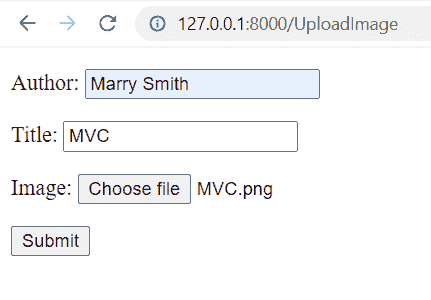 127.0.0.1:8000/UploadImage
Author: Marry Smith
Title: MVC
Image: Choose file MVC.png
Submit